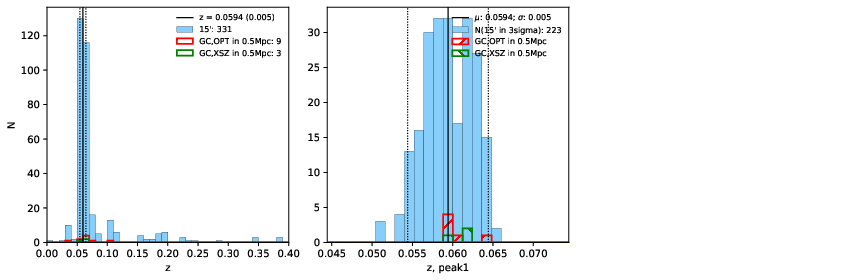 z = 0.0594 (0.005)
15': 331
GC,OPT in 0.5Mpc: 9
GC,XSZ in 0.5Mpc: 3
N
120
100
80
60
40
20
0
0.00 0.05 0.10 0.15 0.20 0.25 0.30 0.35 0.40
z
μ: 0.0594; σ: 0.005
N(15' in 3sigma): 223
GC,OPT in 0.5Mpc
GC,XSZ in 0.5Mpc
30
25
20
15
10
5
0
0.045 0.050 0.055 0.060 0.065 0.070
z, peak1